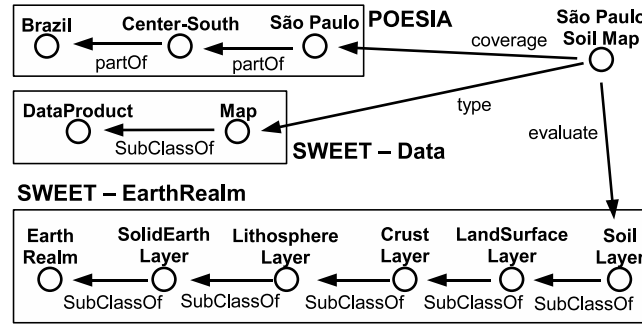 Brazil
Center-South
São Paulo
POESIA
partOf
partOf
São Paulo
Soil Map
coverage
type
evaluate
DataProduct
Map
SubClassOf
SWEET – Data
SWEET – EarthRealm
Earth
Realm
SolidEarth
Layer
Lithosphere
Layer
Crust
Layer
LandSurface
Layer
Soil
Layer
SubClassOf
SubClassOf
SubClassOf
SubClassOf
SubClassOf